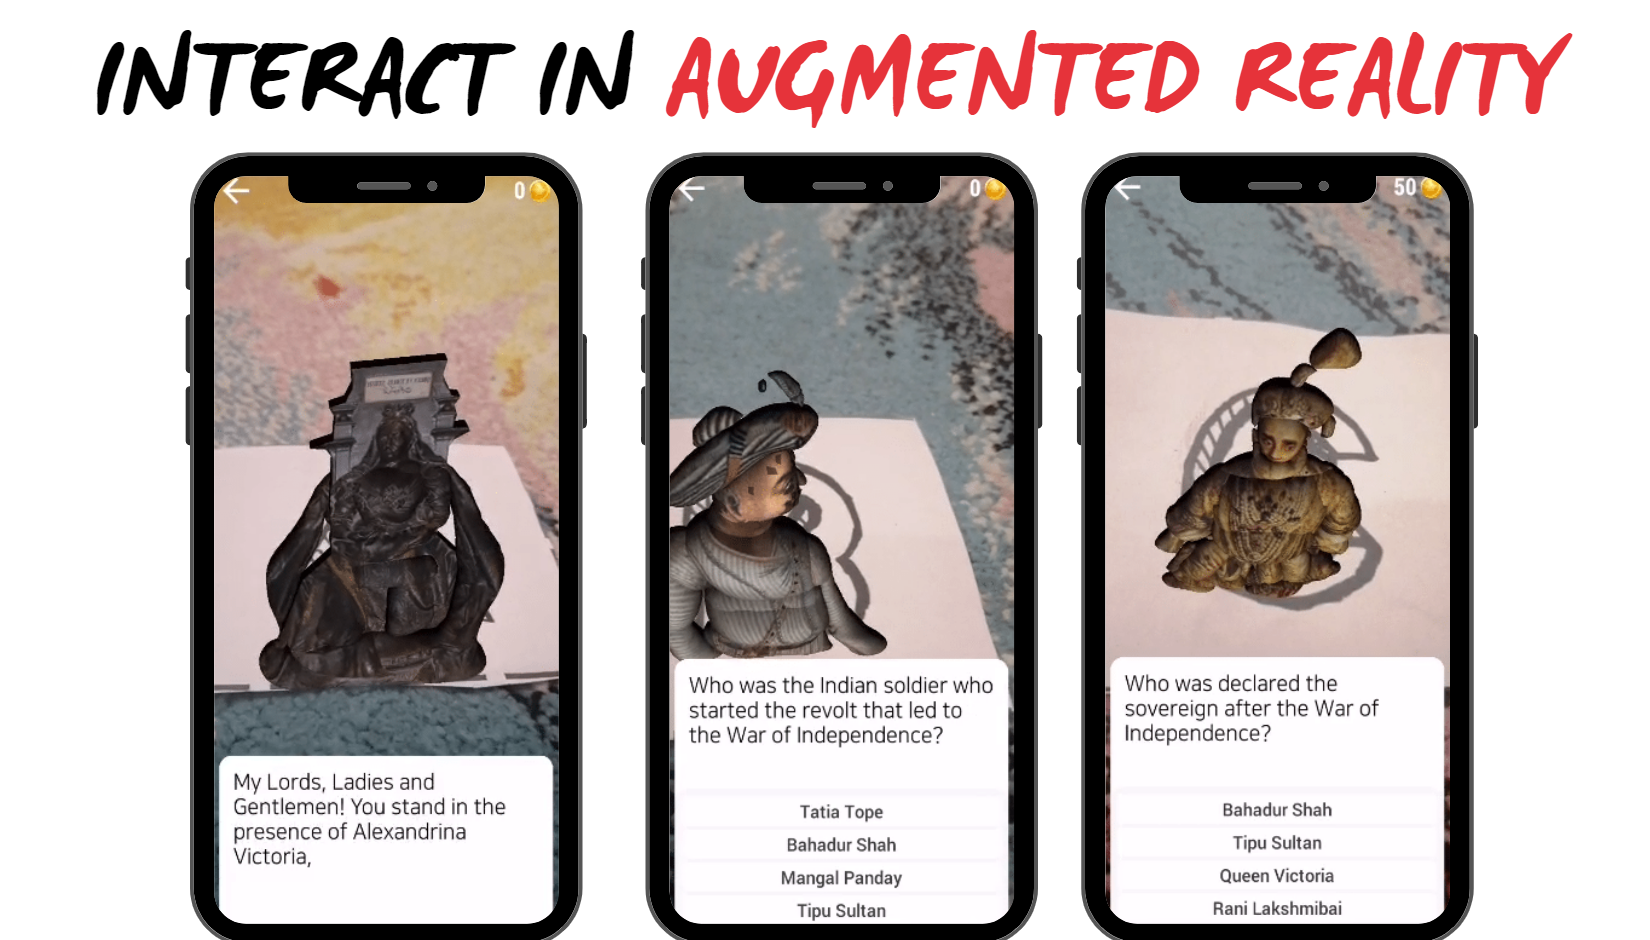 INTERACT IN AUGMENTED REALITY
0
My Lords, Ladies and
Gentlemen! You stand in the
presence of Alexandrina
Victoria,
0
Who was the Indian soldier who
started the revolt that led to
the War of Independence?
Tatia Tope
Bahadur Shah
Mangal Panday
Tipu Sultan
50
Who was declared the
sovereign after the War of
Independence?
Bahadur Shah
Tipu Sultan
Queen Victoria
Rani Lakshmibai